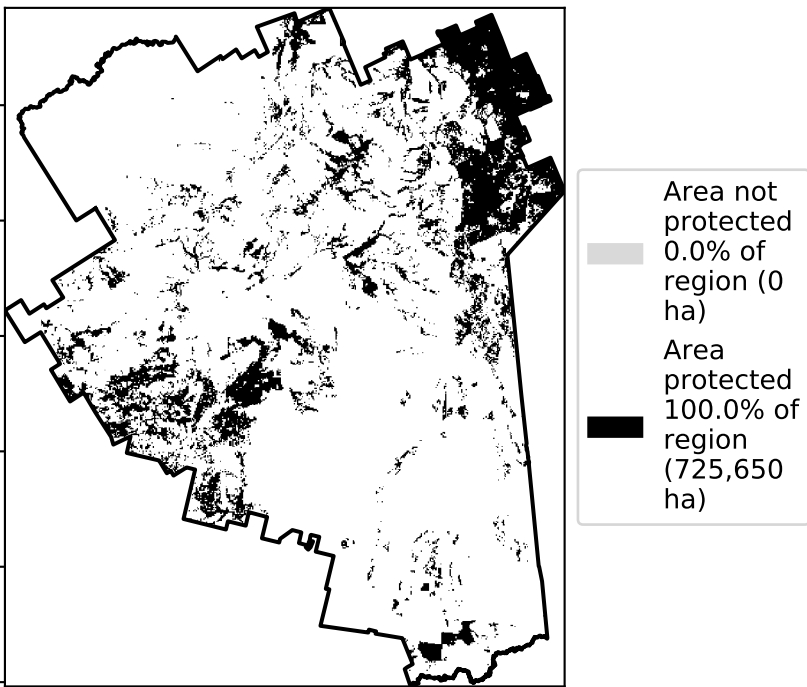 Area not
protected
0.0% of
region (0
ha)
Area
protected
100.0% of
region
(725,650
ha)